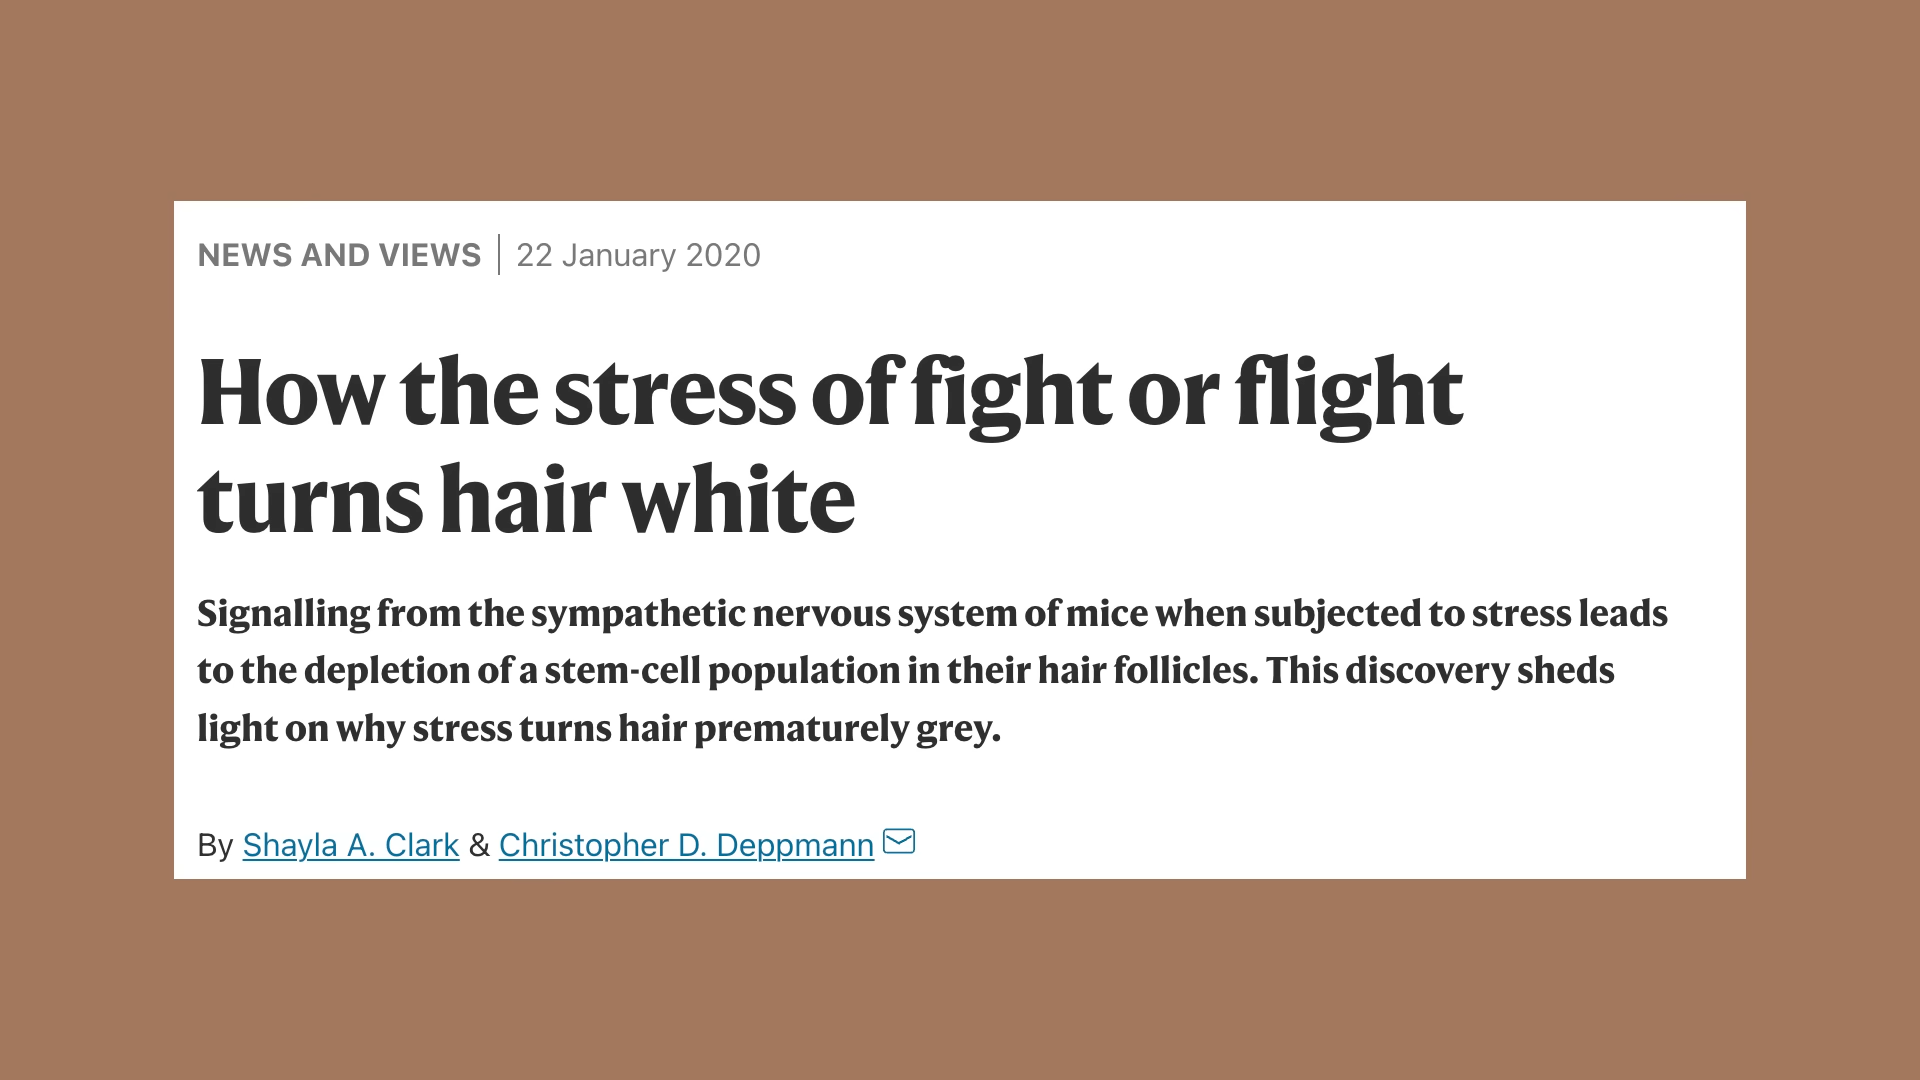 NEWS AND VIEWS | 22 January 2020
How the stress of fight or flight
turns hair white
Signalling from the sympathetic nervous system of mice when subjected to stress leads
to the depletion of a stem-cell population in their hair follicles. This discovery sheds
light on why stress turns hair prematurely grey.
By Shayla A. Clark & Christopher D. Deppmann